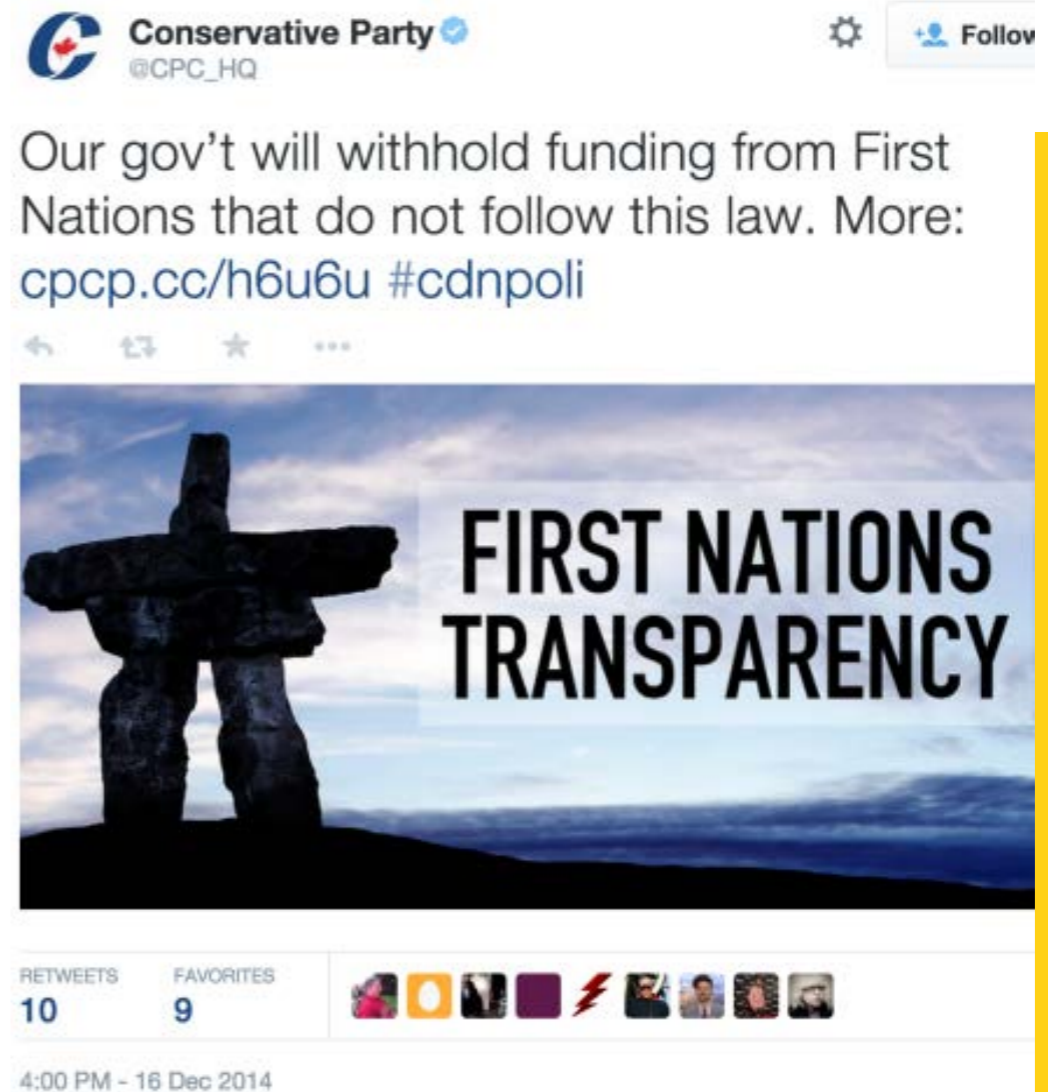 Conservative Party
Follow
@CPC_HQ
Our gov't will withhold funding from First
Nations that do not follow this law. More:
cpcp.cc/h6u6u #cdnpoli
FIRST NATIONS
TRANSPARENCY
RETWEETS FAVORITES
10 9
4:00 PM - 16 Dec 2014